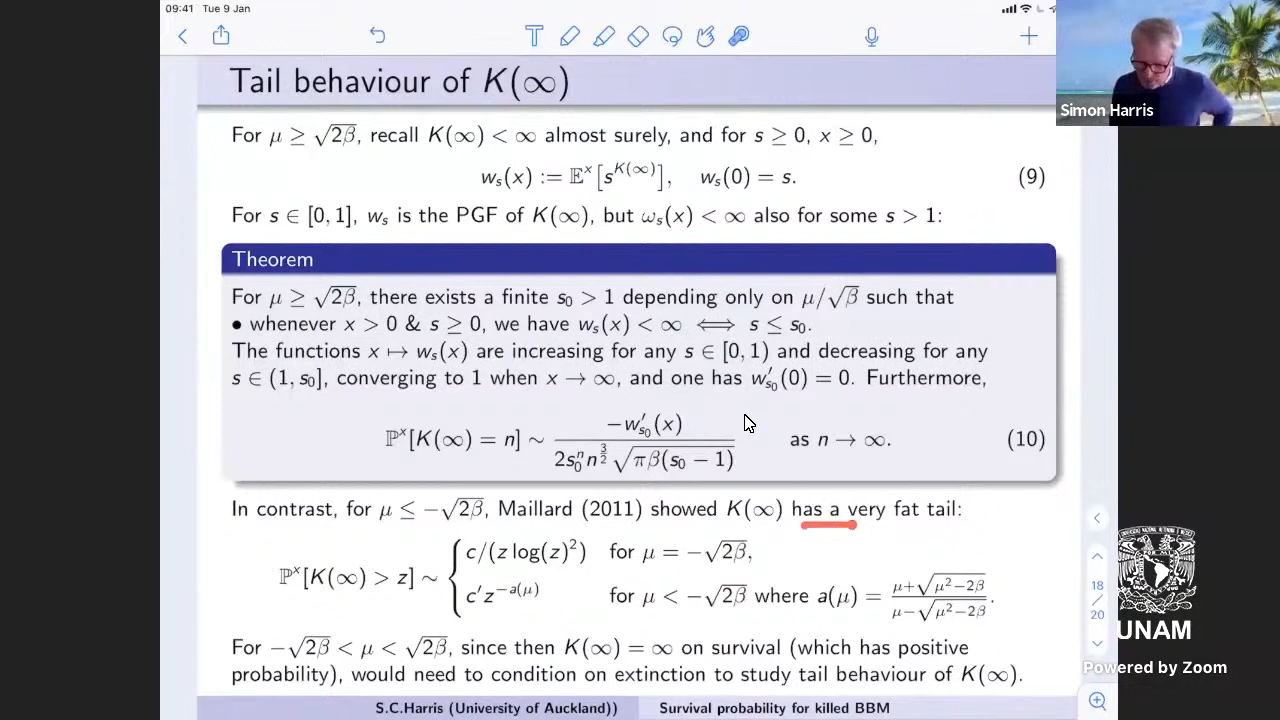 09:41 Tue 9 Jan
Tail behaviour of K(∞)
Simon Harris
For μ ≥ √2β, recall K(∞) < ∞ almost surely, and for s ≥ 0, x ≥ 0,
w_s(x) := 𝔼^x[s^{K(∞)}], w_s(0) = s. (9)
For s ∈ [0, 1], w_s is the PGF of K(∞), but ω_s(x) < ∞ also for some s > 1:
Theorem
For μ ≥ √2β, there exists a finite s_0 > 1 depending only on μ/√β such that
• whenever x > 0 & s ≥ 0, we have w_s(x) < ∞ ⟺ s ≤ s_0.
The functions x ↦ w_s(x) are increasing for any s ∈ [0, 1) and decreasing for any
s ∈ (1, s_0], converging to 1 when x → ∞, and one has w′_{s_0}(0) = 0. Furthermore,
ℙ^x[K(∞) = n] ∼ −w′_{s_0}(x) / 2s_0^n n^{3/2} √(πβ(s_0 − 1)) as n → ∞. (10)
In contrast, for μ ≤ −√2β, Maillard (2011) showed K(∞) has a very fat tail:
ℙ^x[K(∞) > z] ∼ { c/(z log(z)^2) for μ = −√2β,
c′z^{−a(μ)} for μ < −√2β where a(μ) = μ+√(μ^2−2β) / μ−√(μ^2−2β).
For −√2β < μ < √2β, since then K(∞) = ∞ on survival (which has positive
probability), would need to condition on extinction to study tail behaviour of K(∞).
18
/
20
UNAM
Powered by Zoom
S.C.Harris (University of Auckland)) Survival probability for killed BBM